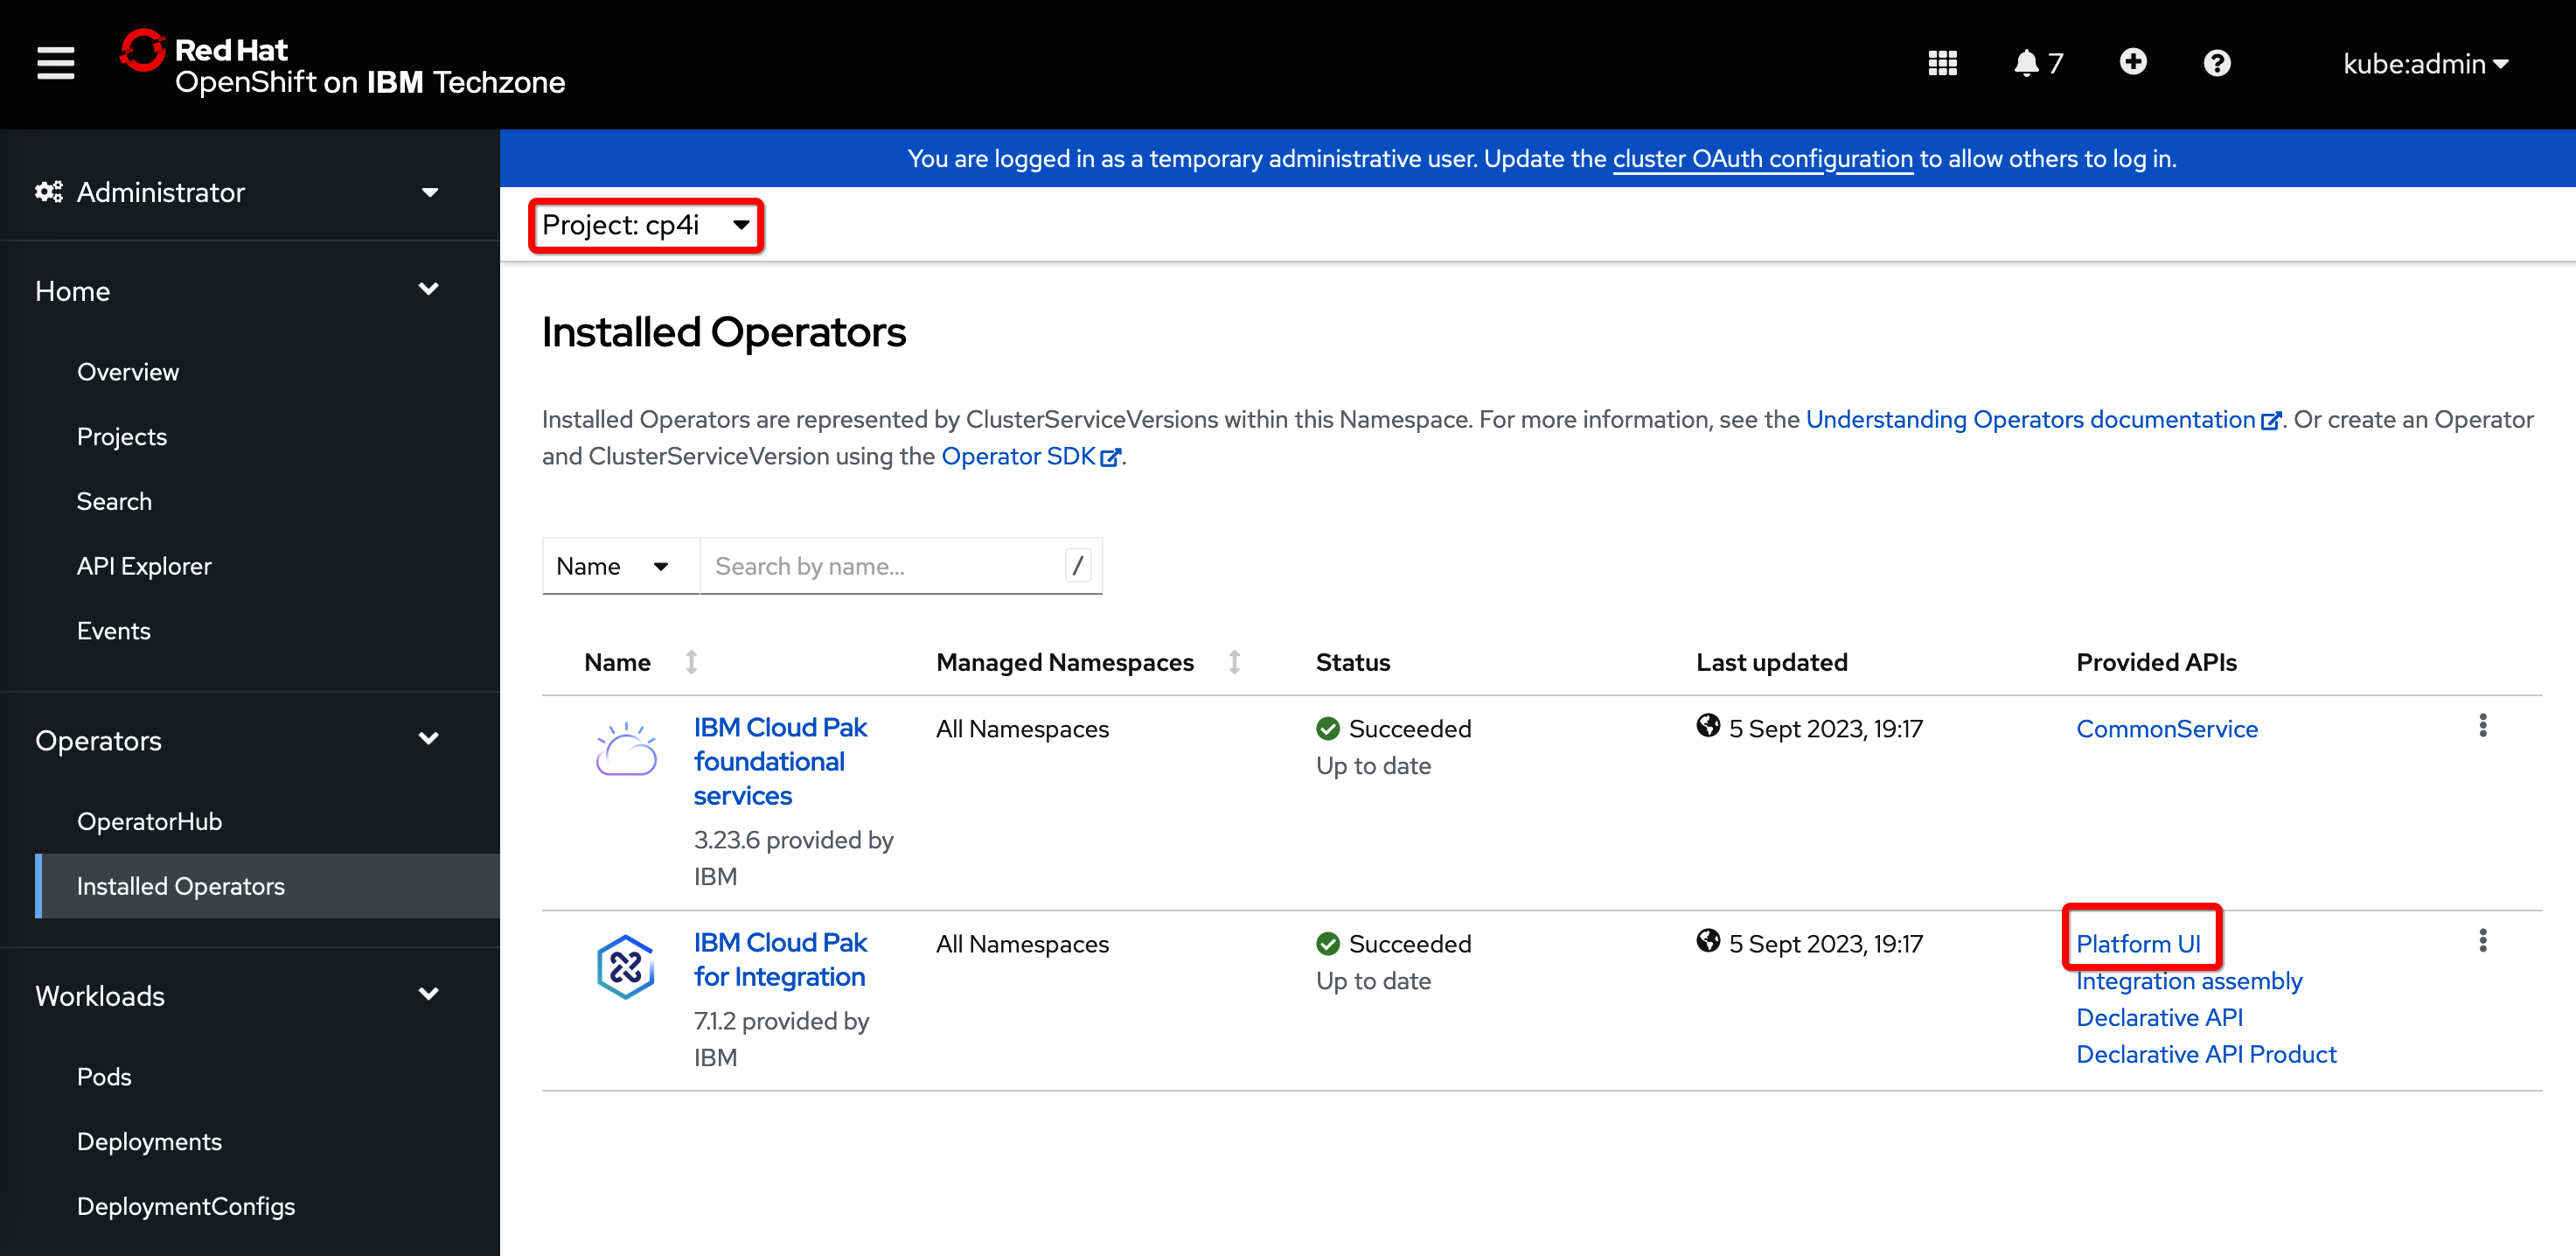 Red Hat
OpenShift on IBM Techzone
7
kube:admin
Administrator
Home
Overview
Projects
Search
API Explorer
Events
Operators
OperatorHub
Installed Operators
Workloads
Pods
Deployments
DeploymentConfigs
You are logged in as a temporary administrative user. Update the cluster OAuth configuration to allow others to log in.
Project: cp4i
Installed Operators
Installed Operators are represented by ClusterServiceVersions within this Namespace. For more information, see the Understanding Operators documentation. Or create an Operator
and ClusterServiceVersion using the Operator SDK.
Name Search by name... /
Name Managed Namespaces Status Last updated Provided APIs
IBM Cloud Pak
foundational
services
3.23.6 provided by
IBM
All Namespaces
Succeeded
Up to date
5 Sept 2023, 19:17
CommonService
IBM Cloud Pak
for Integration
7.1.2 provided by
IBM
All Namespaces
Succeeded
Up to date
5 Sept 2023, 19:17
Platform UI
Integration assembly
Declarative API
Declarative API Product